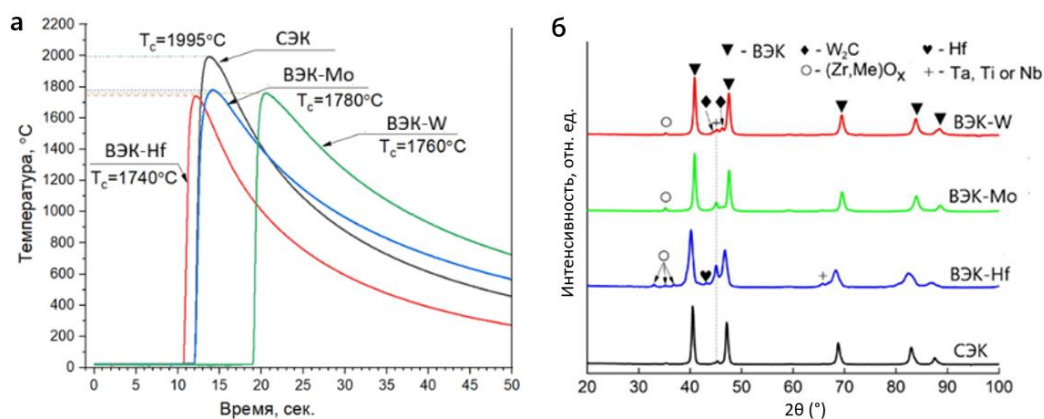 а
2200
2000
1800
1600
1400
1200
1000
800
600
400
200
0
Температура, °C
0 5 10 15 20 25 30 35 40 45 50
Время, сек.
Tc=1995°C
СЭК
ВЭК-Mo
Tc=1780°C
ВЭК-W
Tc=1760°C
ВЭК-Hf
Tc=1740°C
б
▼ - ВЭК ♦ - W2C ♥ - Hf
○ - (Zr,Me)Ox + - Ta, Ti or Nb
ВЭК-W
ВЭК-Mo
ВЭК-Hf
СЭК
Интенсивность, отн. ед.
20 30 40 50 60 70 80 90 100
2θ (°)